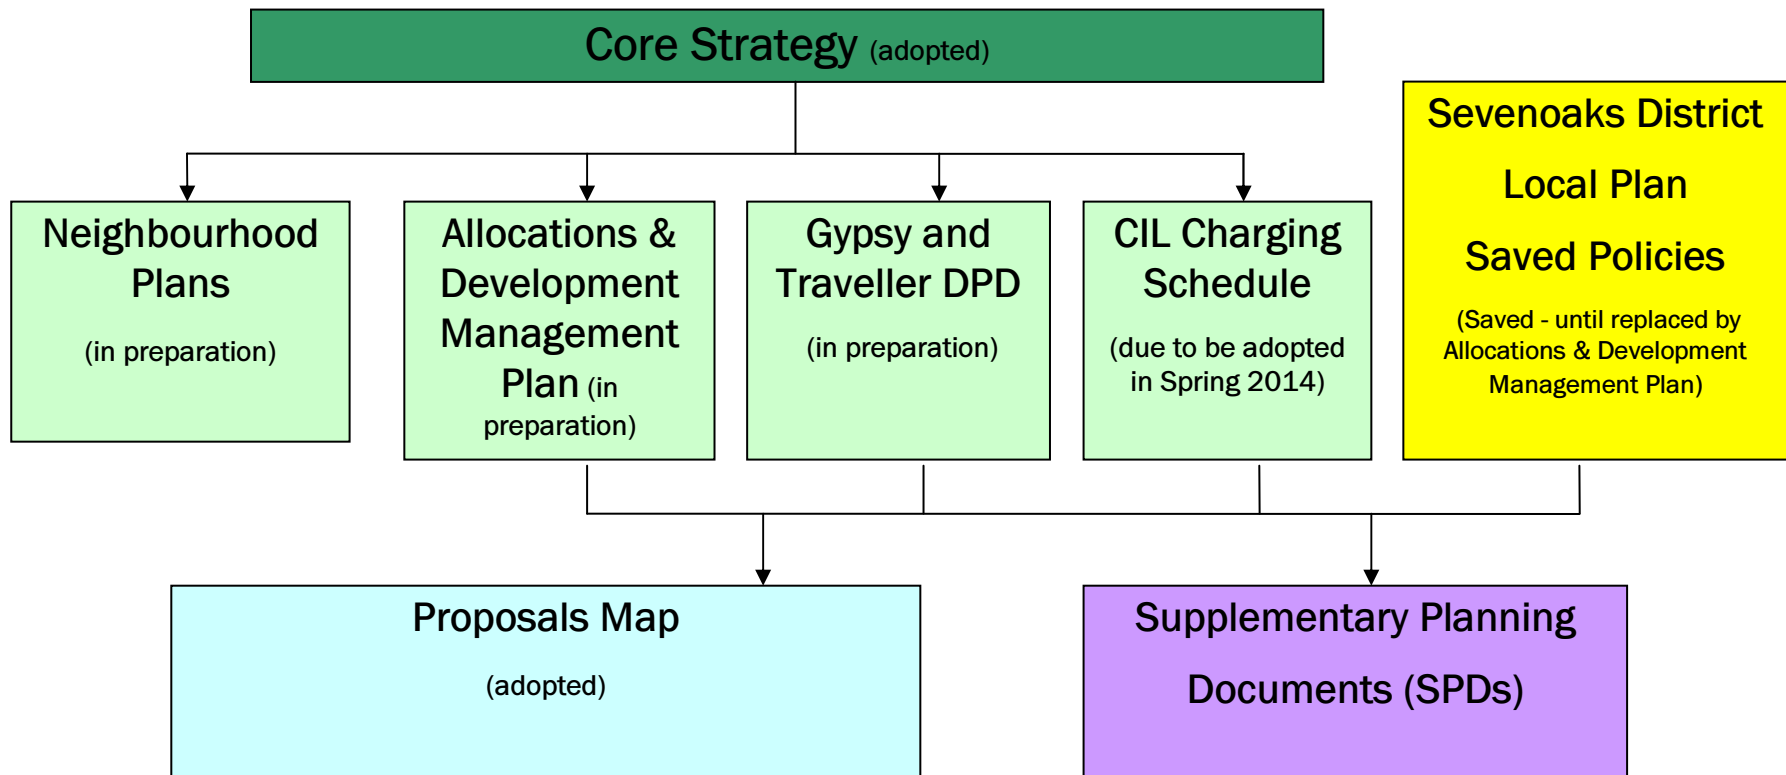 Core Strategy (adopted)
Neighbourhood
Plans
(in preparation)
Allocations &
Development
Management
Plan (in
preparation)
Gypsy and
Traveller DPD
(in preparation)
CIL Charging
Schedule
(due to be adopted
in Spring 2014)
Sevenoaks District
Local Plan
Saved Policies
(Saved - until replaced by
Allocations & Development
Management Plan)
Proposals Map
(adopted)
Supplementary Planning
Documents (SPDs)